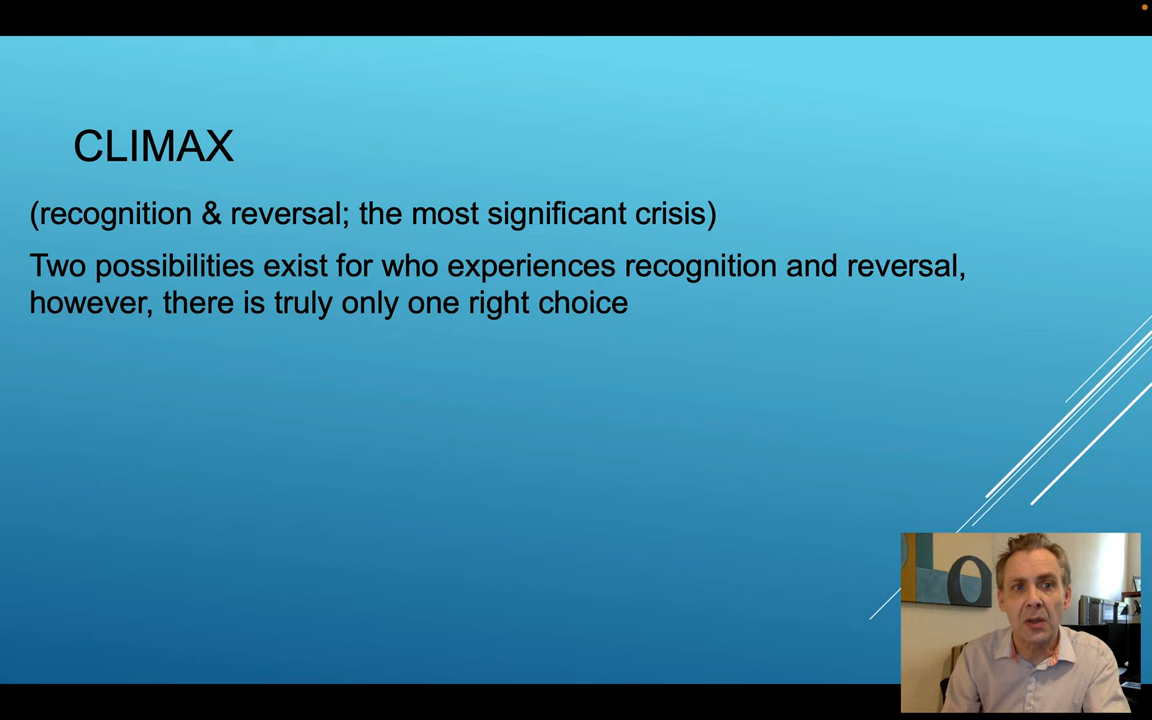 CLIMAX
(recognition & reversal; the most significant crisis)
Two possibilities exist for who experiences recognition and reversal,
however, there is truly only one right choice